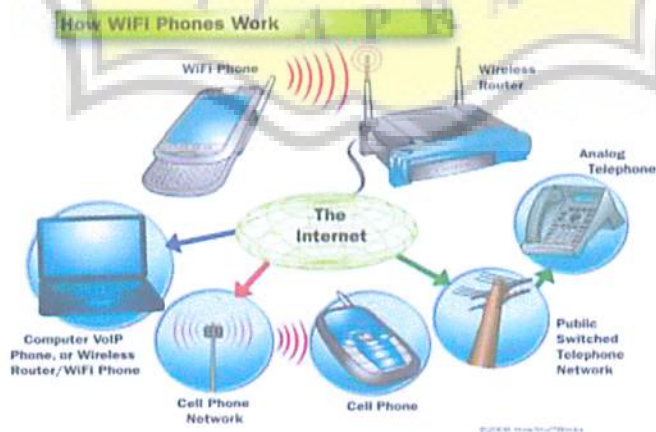 How WiFi Phones Work
WiFi Phone
Wireless
Router
Analog
Telephone
The
Internet
Computer VoIP
Phone, or Wireless
Router/WiFi Phone
Cell Phone
Network
Cell Phone
Public
Switched
Telephone
Network